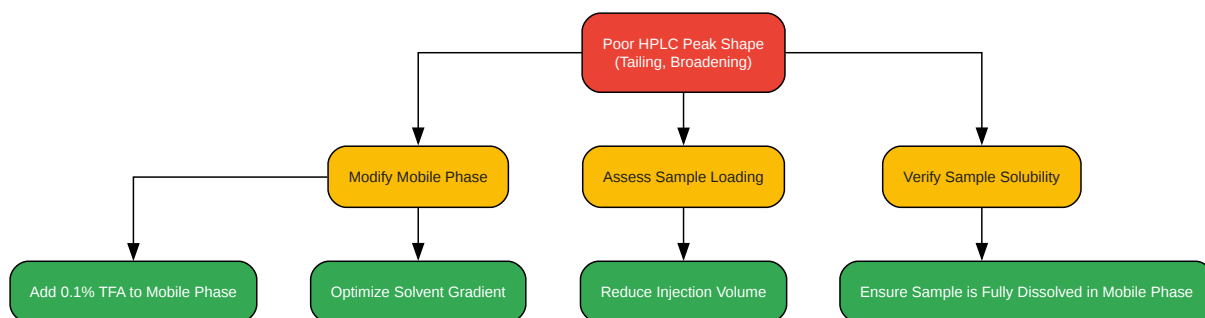 Poor HPLC Peak Shape
(Tailing, Broadening)
Modify Mobile Phase
Assess Sample Loading
Verify Sample Solubility
Add 0.1% TFA to Mobile Phase
Optimize Solvent Gradient
Reduce Injection Volume
Ensure Sample is Fully Dissolved in Mobile Phase